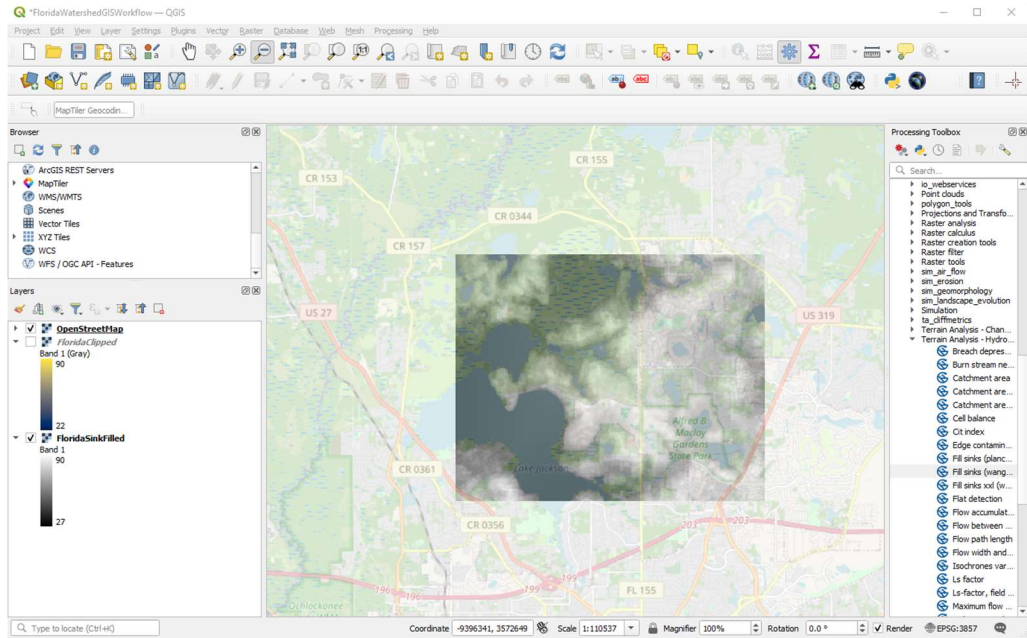 *FloridaWatershedGISWorkflow — QGIS
Project Edit View Layer Settings Plugins Vector Raster Database Web Mesh Processing Help
MapTiler Geocodin...
Browser
ArcGIS REST Servers
MapTiler
WMS/WMTS
Scenes
Vector Tiles
XYZ Tiles
WCS
WFS / OGC API - Features
Layers
OpenStreetMap
FloridaClipped
Band 1 (Gray)
90
22
FloridaSinkFilled
Band 1
90
27
CR 155
CR 153
CR 0344
CR 157
US 27
US 319
Alfred B.
Maclay
Gardens
State Park
Lake Jackson
CR 0361
CR 0356
203
203
199
199
196
196
FL 155
Ochlockonee
Processing Toolbox
Search...
io_webservices
Point clouds
polygon_tools
Projections and Transfo...
Raster analysis
Raster calculus
Raster creation tools
Raster filter
Raster tools
sim_air_flow
sim_erosion
sim_geomorphology
sim_landscape_evolution
Simulation
ta_cliffmetrics
Terrain Analysis - Chan...
Terrain Analysis - Hydro...
Breach depres...
Burn stream ne...
Catchment area
Catchment are...
Catchment are...
Cell balance
Cit index
Edge contamin...
Fill sinks (planc...
Fill sinks (wang...
Fill sinks xxl (w...
Flat detection
Flow accumulat...
Flow between ...
Flow path length
Flow width and...
Isochrones var...
Ls factor
Ls-factor, field ...
Maximum flow ...
Type to locate (Ctrl+K)
Coordinate -9396341, 3572649 Scale 1:110537 Magnifier 100% Rotation 0.0 ° Render EPSG:3857